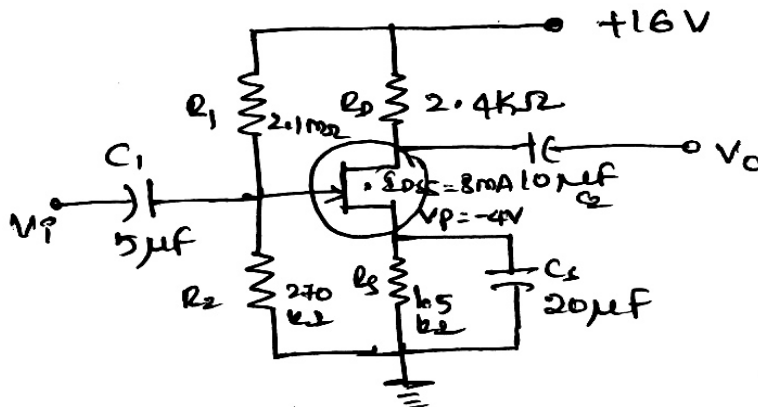 +16V
R1
2.1mΩ
RD
2.4KΩ
C1
Vi
5μf
IDSS=8mA
VP=-4V
10μf
C2
Vo
R2
270
kΩ
RS
1.5
kΩ
Cs
20μf